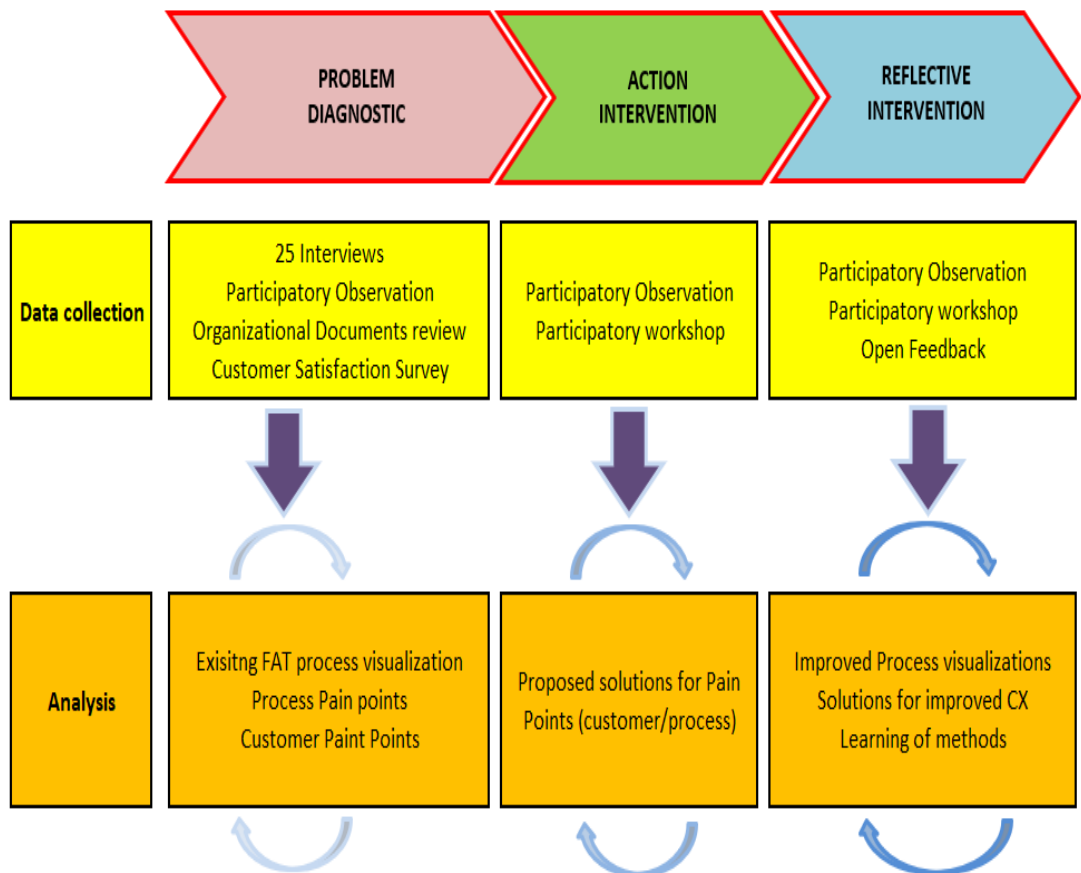 PROBLEM
DIAGNOSTIC
ACTION
INTERVENTION
REFLECTIVE
INTERVENTION
Data collection
25 Interviews
Participatory Observation
Organizational Documents review
Customer Satisfaction Survey
Participatory Observation
Participatory workshop
Participatory Observation
Participatory workshop
Open Feedback
Analysis
Exisitng FAT process visualization
Process Pain points
Customer Paint Points
Proposed solutions for Pain
Points (customer/process)
Improved Process visualizations
Solutions for improved CX
Learning of methods